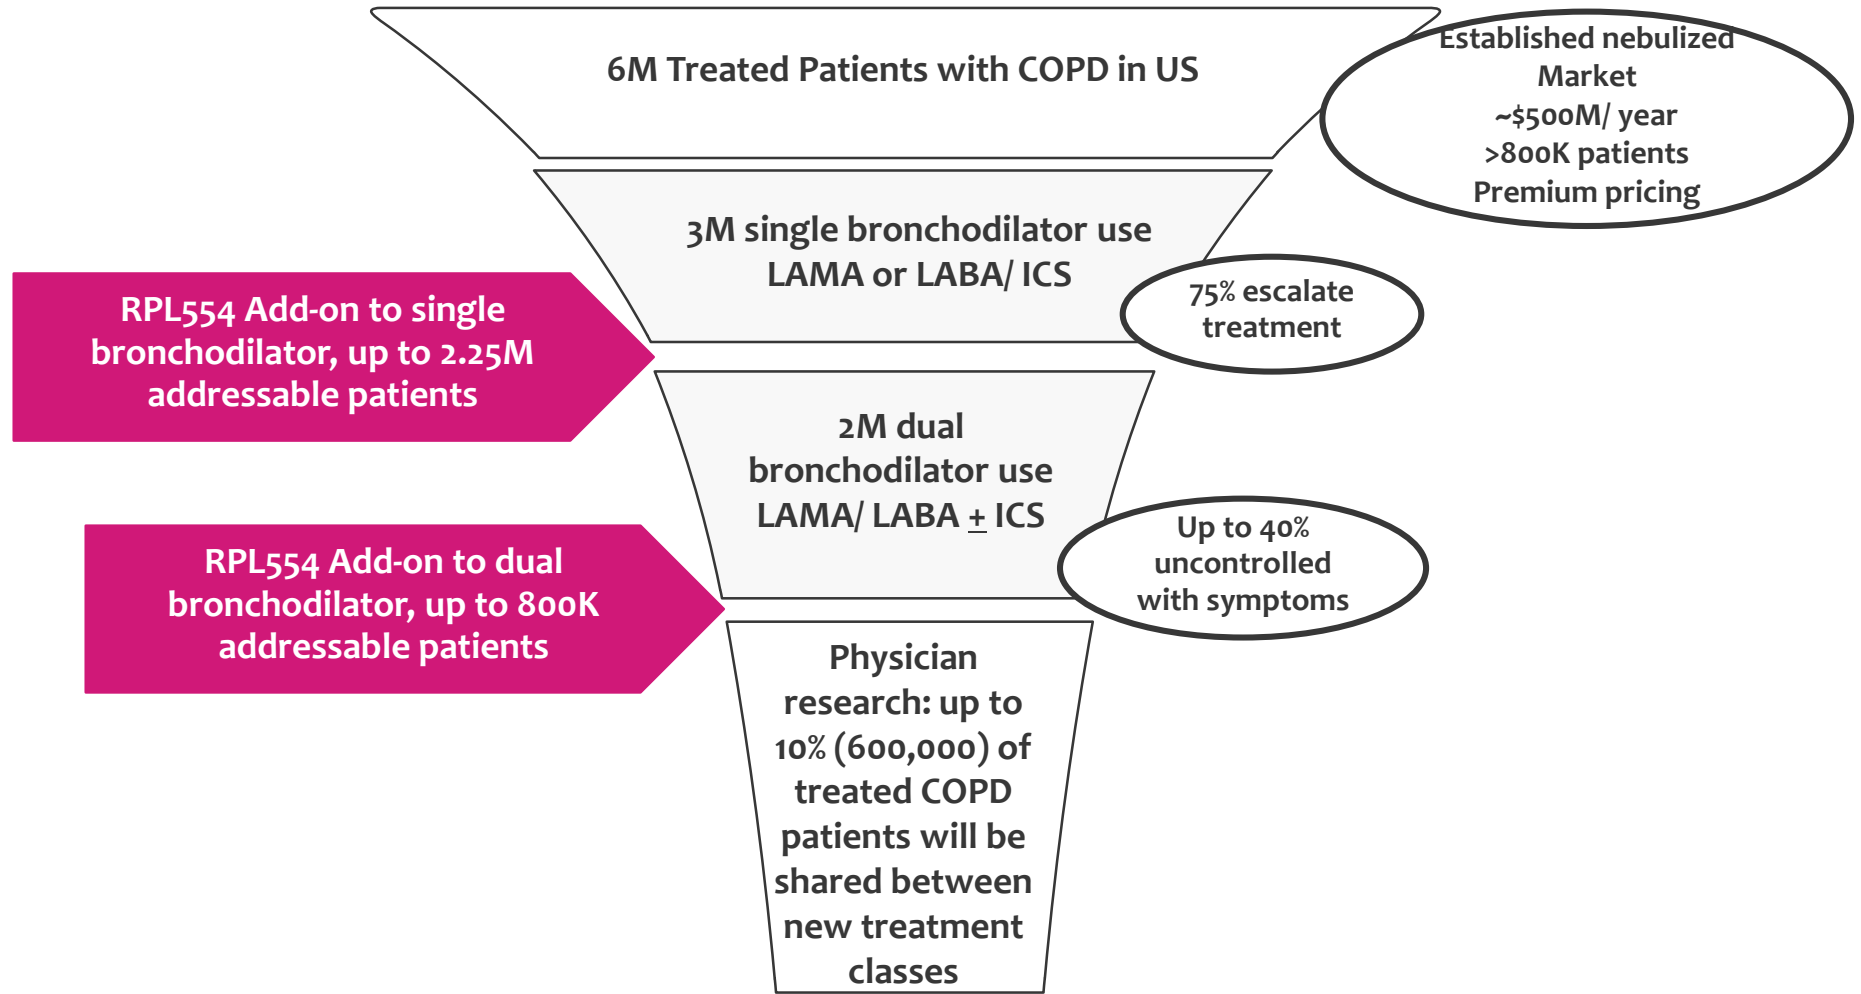 6M Treated Patients with COPD in US
Established nebulized
Market
~$500M/ year
>800K patients
Premium pricing
3M single bronchodilator use
LAMA or LABA/ ICS
75% escalate
treatment
RPL554 Add-on to single
bronchodilator, up to 2.25M
addressable patients
2M dual
bronchodilator use
LAMA/ LABA + ICS
Up to 40%
uncontrolled
with symptoms
RPL554 Add-on to dual
bronchodilator, up to 800K
addressable patients
Physician
research: up to
10% (600,000) of
treated COPD
patients will be
shared between
new treatment
classes